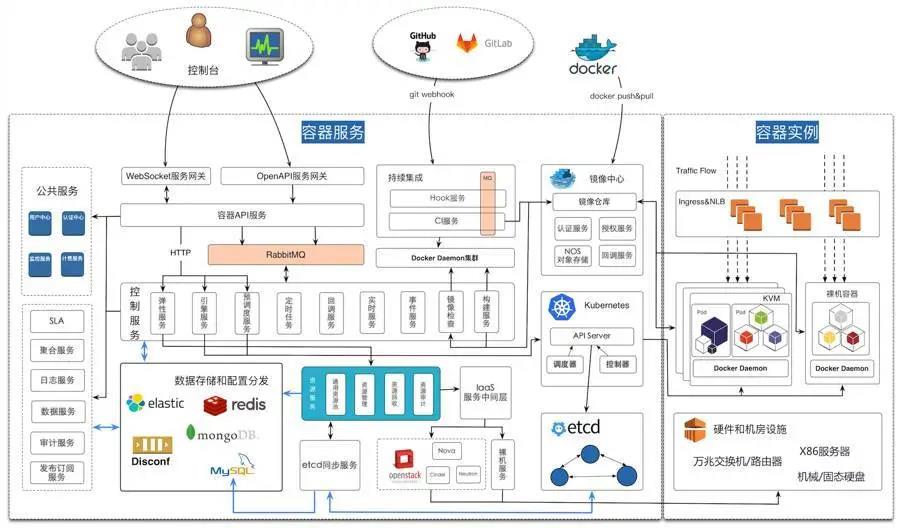 控制台
GitHub
GitLab
docker
git webhook
docker push&pull
容器服务
容器实例
WebSocket服务网关
OpenAPI服务网关
公共服务
用户中心
认证中心
监控服务
计费服务
容器API服务
HTTP
RabbitMQ
持续集成
MQ
Hook服务
CI服务
Docker Daemon集群
镜像中心
镜像仓库
认证服务
授权服务
NOS
对象存储
回调服务
Traffic Flow
Ingress&NLB
控制服务
弹性服务
引擎服务
预调度服务
定时任务
回调服务
实时服务
事件服务
镜像检查
构建服务
Kubernetes
API Server
调度器
控制器
KVM
Pod
Pod
Docker Daemon
裸机容器
Docker Daemon
SLA
聚合服务
日志服务
数据服务
审计服务
发布订阅
服务
数据存储和配置分发
elastic
redis
mongoDB
Disconf
MySQL
资源服务
通用资源池
资源管理
资源回收
资源审计
IaaS
服务中间层
etcd同步服务
openstack
Nova
Cinder
Neutron
裸机服务
etcd
硬件和机房设施
万兆交换机/路由器
X86服务器
机械/固态硬盘